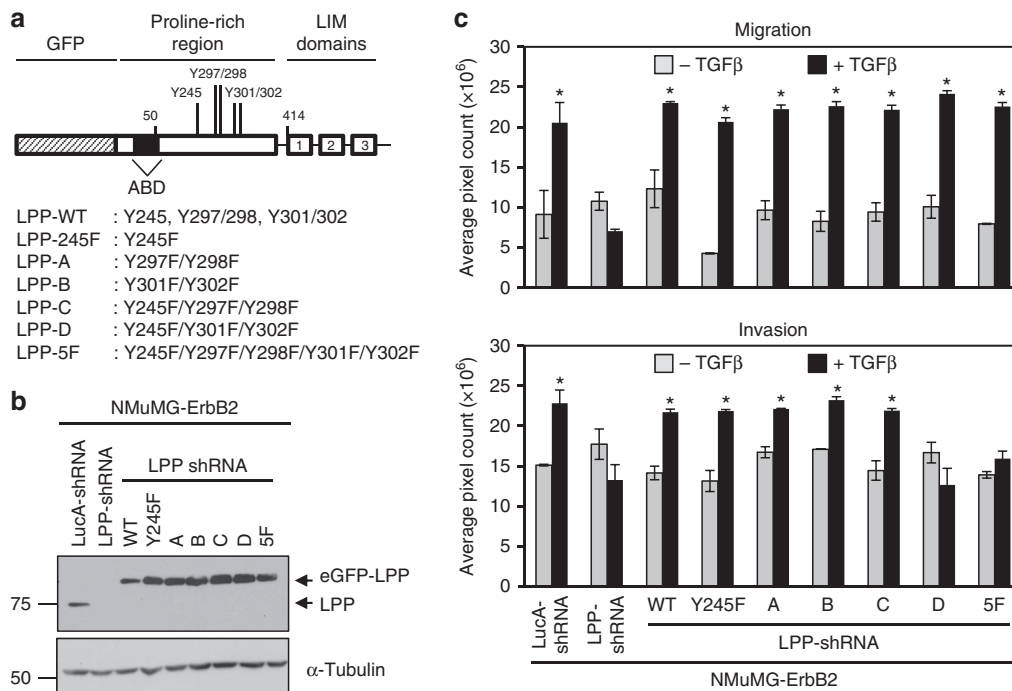 a
GFP
Proline-rich
region
LIM
domains
Y297/298
Y245
Y301/302
50
414
1 2 3
ABD
LPP-WT : Y245, Y297/298, Y301/302
LPP-245F : Y245F
LPP-A : Y297F/Y298F
LPP-B : Y301F/Y302F
LPP-C : Y245F/Y297F/Y298F
LPP-D : Y245F/Y301F/Y302F
LPP-5F : Y245F/Y297F/Y298F/Y301F/Y302F
b
NMuMG-ErbB2
LPP shRNA
LucA-shRNA
LPP-shRNA
WT
Y245F
A
B
C
D
5F
eGFP-LPP
75
LPP
α-Tubulin
50
c
Migration
– TGFβ + TGFβ
Average pixel count (×10⁶)
30
25
20
15
10
5
0
* * * * * * * *
Invasion
– TGFβ + TGFβ
Average pixel count (×10⁶)
30
25
20
15
10
5
0
* * * * * *
LucA-
shRNA
LPP-
shRNA
WT Y245F A B C D 5F
LPP-shRNA
NMuMG-ErbB2